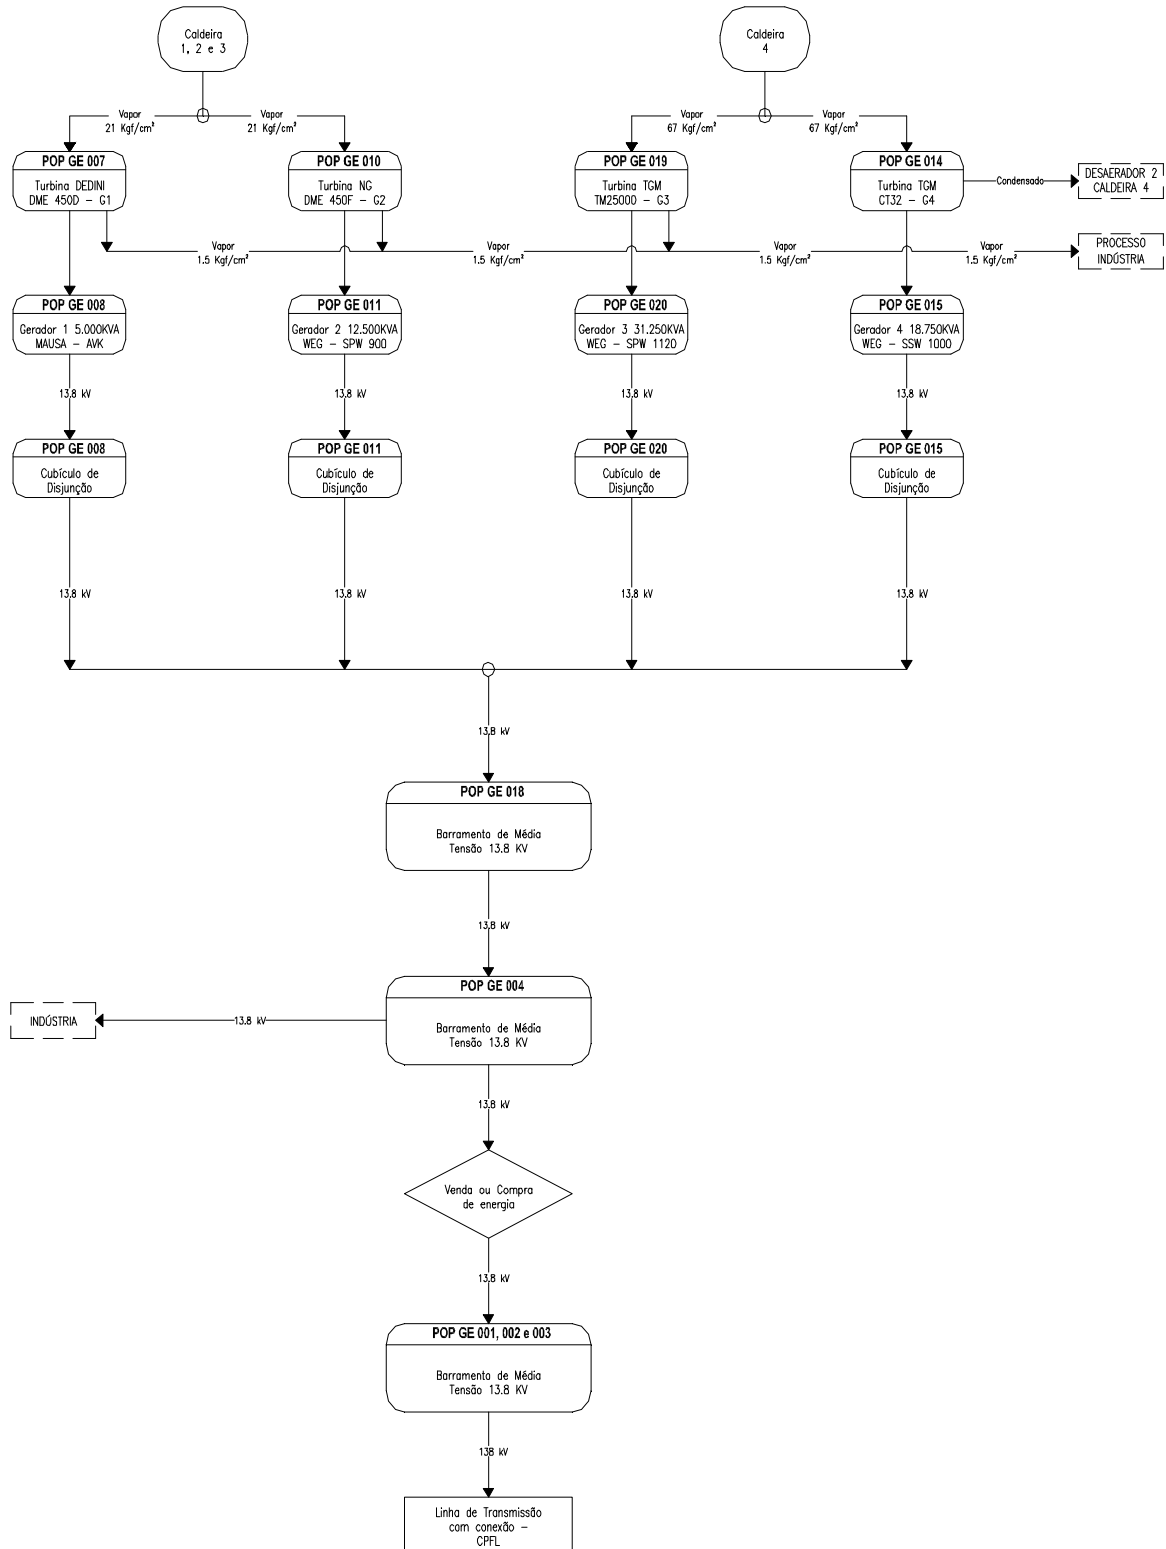 Caldeira
1, 2 e 3
Caldeira
4
Vapor
21 Kgf/cm²
Vapor
21 Kgf/cm²
Vapor
67 Kgf/cm²
Vapor
67 Kgf/cm²
POP GE 007
Turbina DEDINI
DME 450D - G1
POP GE 010
Turbina NG
DME 450F - G2
POP GE 019
Turbina TGM
TM25000 - G3
POP GE 014
Turbina TGM
CT32 - G4
Condensado
DESAERADOR 2
CALDEIRA 4
Vapor
1.5 Kgf/cm²
Vapor
1.5 Kgf/cm²
Vapor
1.5 Kgf/cm²
Vapor
1.5 Kgf/cm²
PROCESSO
INDÚSTRIA
POP GE 008
Gerador 1 5.000KVA
MAUSA - AVK
POP GE 011
Gerador 2 12.500KVA
WEG - SPW 900
POP GE 020
Gerador 3 31.250KVA
WEG - SPW 1120
POP GE 015
Gerador 4 18.750KVA
WEG - SSW 1000
13.8 kV
13.8 kV
13.8 kV
13.8 kV
POP GE 008
Cubículo de
Disjunção
POP GE 011
Cubículo de
Disjunção
POP GE 020
Cubículo de
Disjunção
POP GE 015
Cubículo de
Disjunção
13.8 kV
13.8 kV
13.8 kV
13.8 kV
13.8 kV
POP GE 018
Barramento de Média
Tensão 13.8 KV
13.8 kV
POP GE 004
Barramento de Média
Tensão 13.8 KV
INDÚSTRIA
13.8 kV
13.8 kV
Venda ou Compra
de energia
13.8 kV
POP GE 001, 002 e 003
Barramento de Média
Tensão 13.8 KV
138 kV
Linha de Transmissão
com conexão -
CPFL